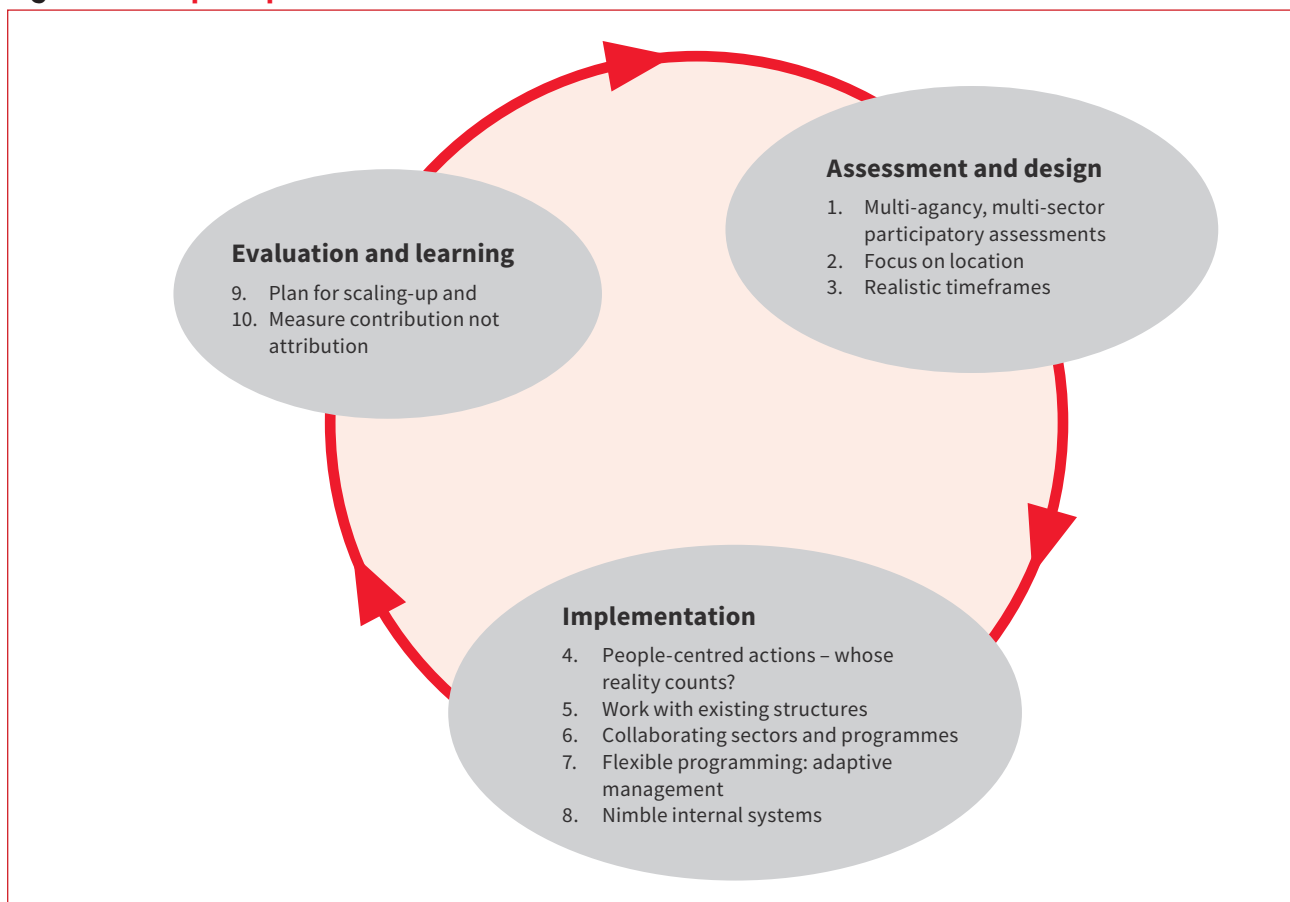 Assessment and design
1. Multi-agancy, multi-sector
participatory assessments
2. Focus on location
3. Realistic timeframes
Implementation
4. People-centred actions – whose
reality counts?
5. Work with existing structures
6. Collaborating sectors and programmes
7. Flexible programming: adaptive
management
8. Nimble internal systems
Evaluation and learning
9. Plan for scaling-up and
10. Measure contribution not
attribution